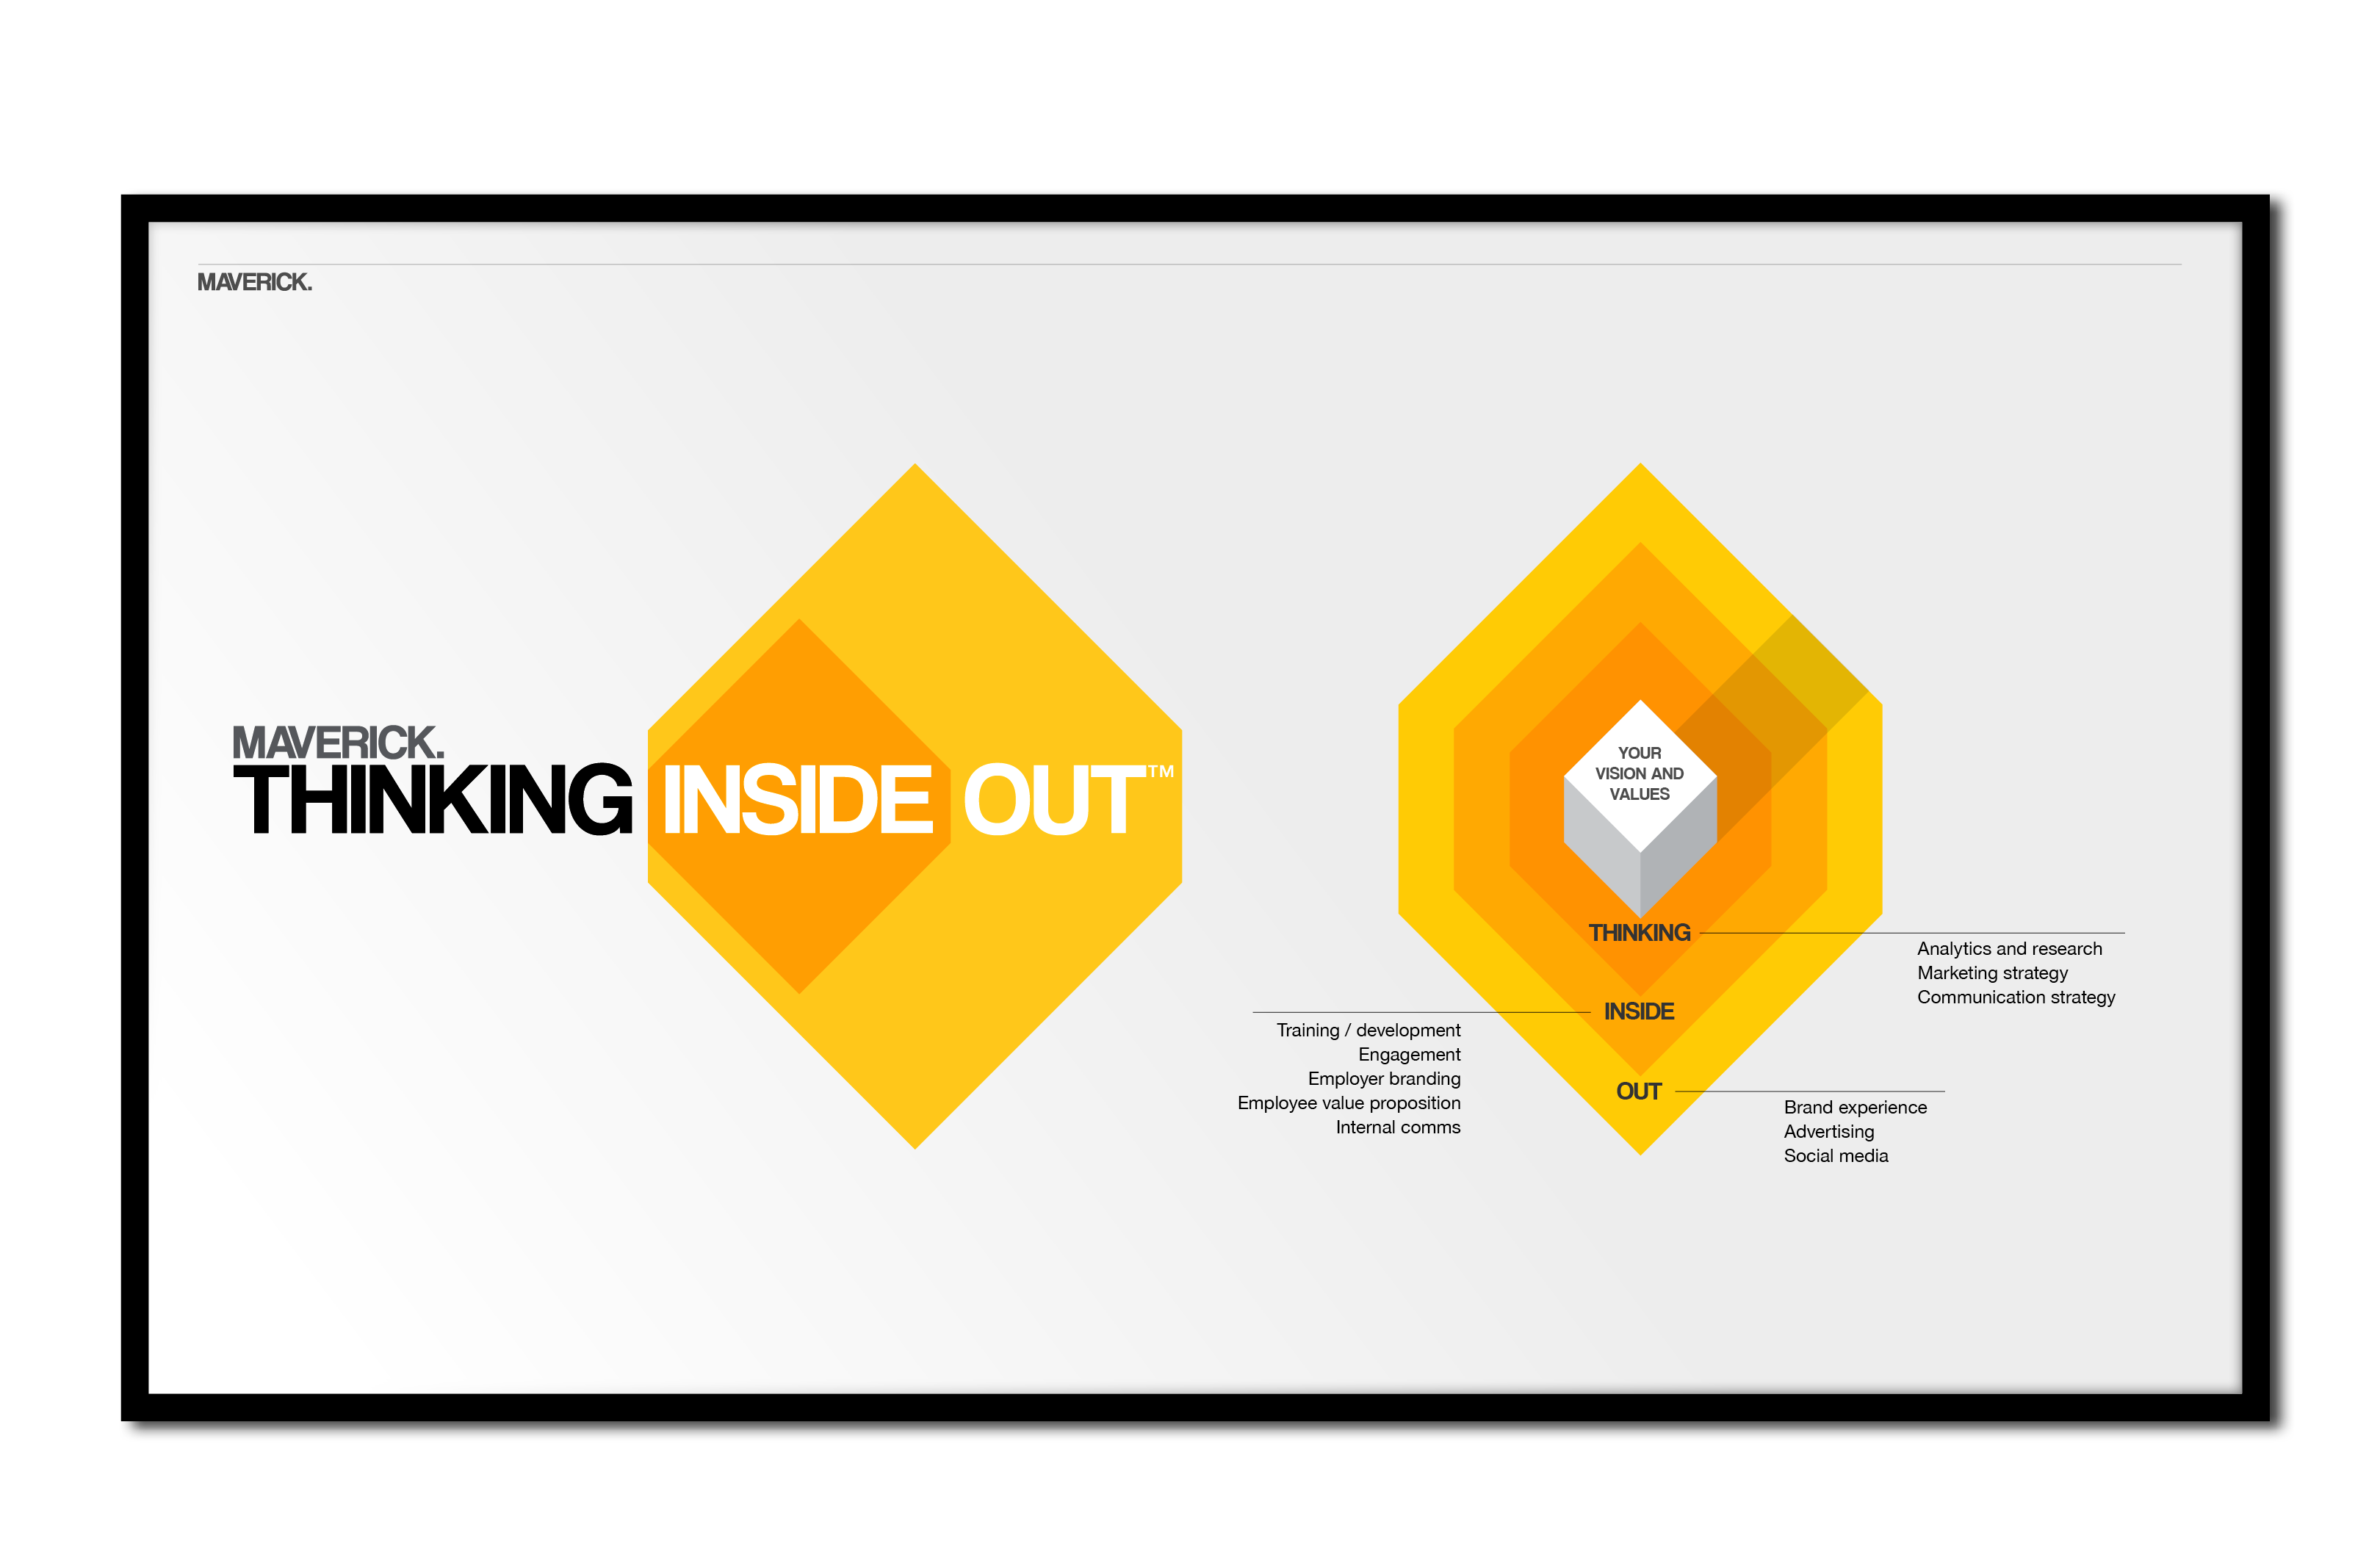 MAVERICK.
MAVERICK.
THINKING INSIDE OUT™
YOUR
VISION AND
VALUES
THINKING
Analytics and research
Marketing strategy
Communication strategy
INSIDE
Training / development
Engagement
Employer branding
Employee value proposition
Internal comms
OUT
Brand experience
Advertising
Social media